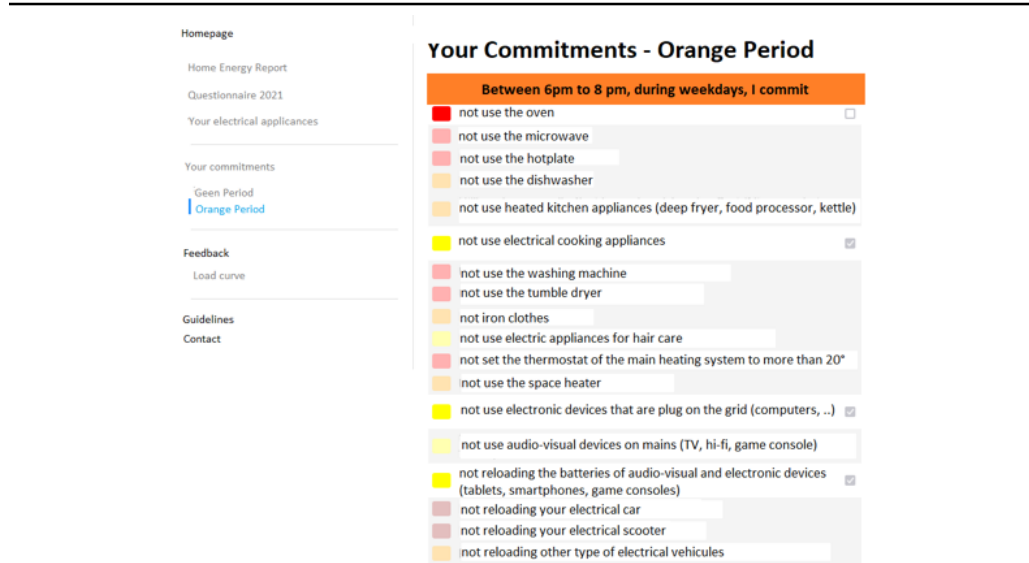 Homepage
Home Energy Report
Questionnaire 2021
Your electrical applicances
Your commitments
Geen Period
Orange Period
Feedback
Load curve
Guidelines
Contact
Your Commitments - Orange Period
Between 6pm to 8 pm, during weekdays, I commit
not use the oven
not use the microwave
not use the hotplate
not use the dishwasher
not use heated kitchen appliances (deep fryer, food processor, kettle)
not use electrical cooking appliances
not use the washing machine
not use the tumble dryer
not iron clothes
not use electric appliances for hair care
not set the thermostat of the main heating system to more than 20°
not use the space heater
not use electronic devices that are plug on the grid (computers, ..)
not use audio-visual devices on mains (TV, hi-fi, game console)
not reloading the batteries of audio-visual and electronic devices
(tablets, smartphones, game consoles)
not reloading your electrical car
not reloading your electrical scooter
not reloading other type of electrical vehicules